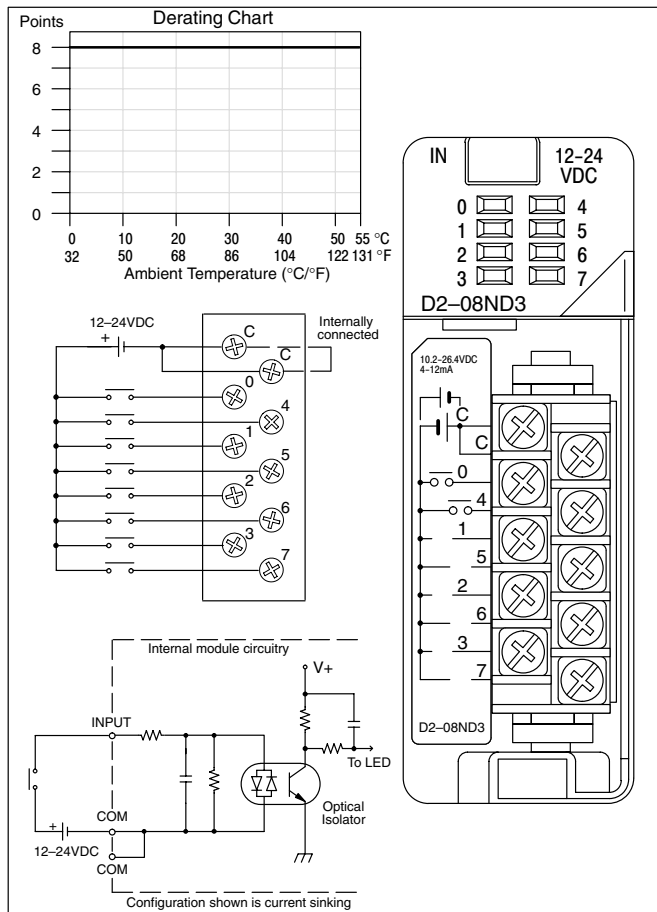 Points
Derating Chart
8
6
4
2
0
0 10 20 30 40 50 55 °C
32 50 68 86 104 122 131 °F
Ambient Temperature (°C/°F)
12–24VDC
+
C
Internally
connected
C
0
4
1
5
2
6
3
7
Internal module circuitry
V+
INPUT
To LED
COM
Optical
Isolator
+
12–24VDC
COM
Configuration shown is current sinking
IN
12–24
VDC
0 4
1 5
2 6
3 7
D2–08ND3
10.2-26.4VDC
4-12mA
C
C
0
4
1
5
2
6
3
7
D2–08ND3